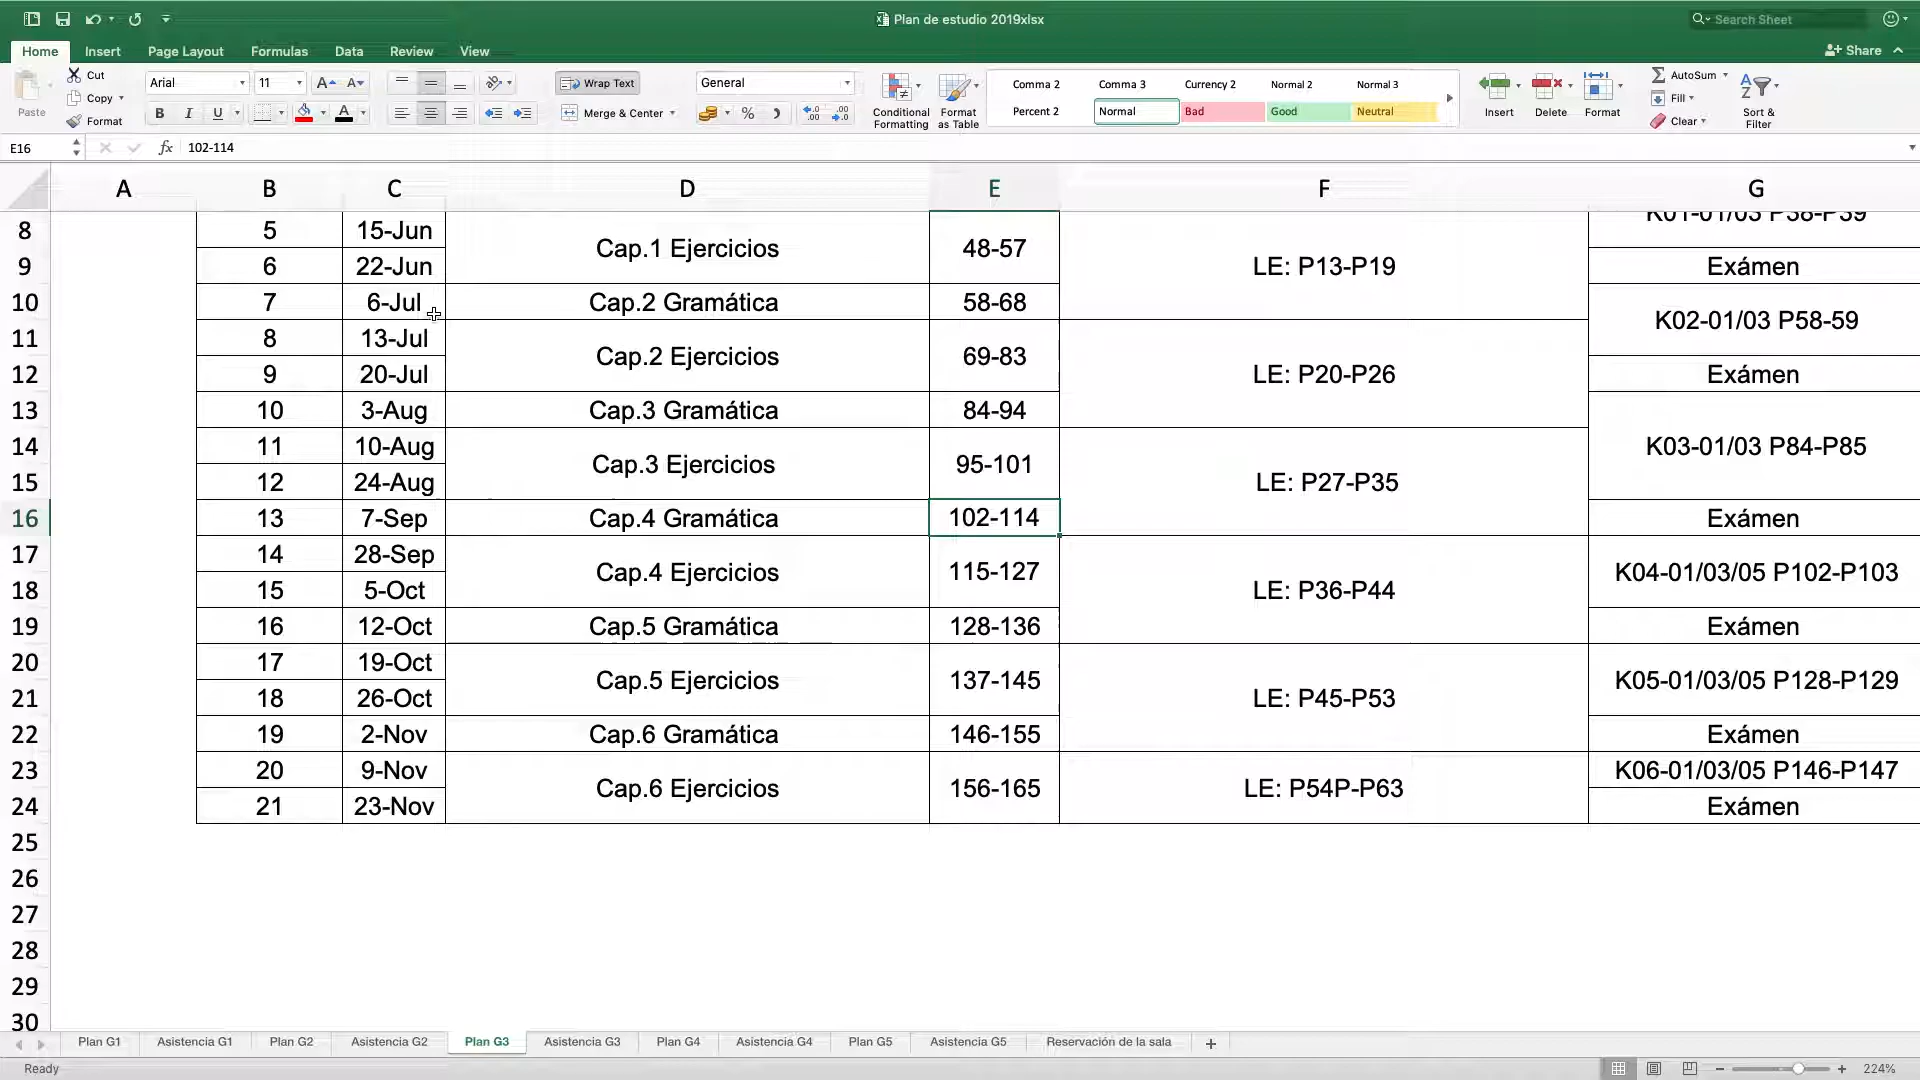 Plan de estudio 2019xlsx
Search Sheet
Home Insert Page Layout Formulas Data Review View
Share
Paste
Cut
Copy
Format
Arial 11
B I U
A A
A
Wrap Text
Merge & Center
General
%
Conditional Formatting
Format as Table
Comma 2 Comma 3 Currency 2 Normal 2 Normal 3
Percent 2 Normal Bad Good Neutral
Insert Delete Format
AutoSum
Fill
Clear
Sort & Filter
E16 fx 102-114
A B C D E F G
8 5 15-Jun Cap.1 Ejercicios 48-57 LE: P13-P19 K01-01/03 P38-P39
9 6 22-Jun Exámen
10 7 6-Jul Cap.2 Gramática 58-68 K02-01/03 P58-59
11 8 13-Jul Cap.2 Ejercicios 69-83 LE: P20-P26
12 9 20-Jul Exámen
13 10 3-Aug Cap.3 Gramática 84-94 K03-01/03 P84-P85
14 11 10-Aug Cap.3 Ejercicios 95-101 LE: P27-P35
15 12 24-Aug
16 13 7-Sep Cap.4 Gramática 102-114 Exámen
17 14 28-Sep Cap.4 Ejercicios 115-127 LE: P36-P44 K04-01/03/05 P102-P103
18 15 5-Oct
19 16 12-Oct Cap.5 Gramática 128-136 Exámen
20 17 19-Oct Cap.5 Ejercicios 137-145 LE: P45-P53 K05-01/03/05 P128-P129
21 18 26-Oct
22 19 2-Nov Cap.6 Gramática 146-155 Exámen
23 20 9-Nov Cap.6 Ejercicios 156-165 LE: P54P-P63 K06-01/03/05 P146-P147
24 21 23-Nov Exámen
25
26
27
28
29
30
Plan G1 Asistencia G1 Plan G2 Asistencia G2 Plan G3 Asistencia G3 Plan G4 Asistencia G4 Plan G5 Asistencia G5 Reservación de la sala +
Ready 224%